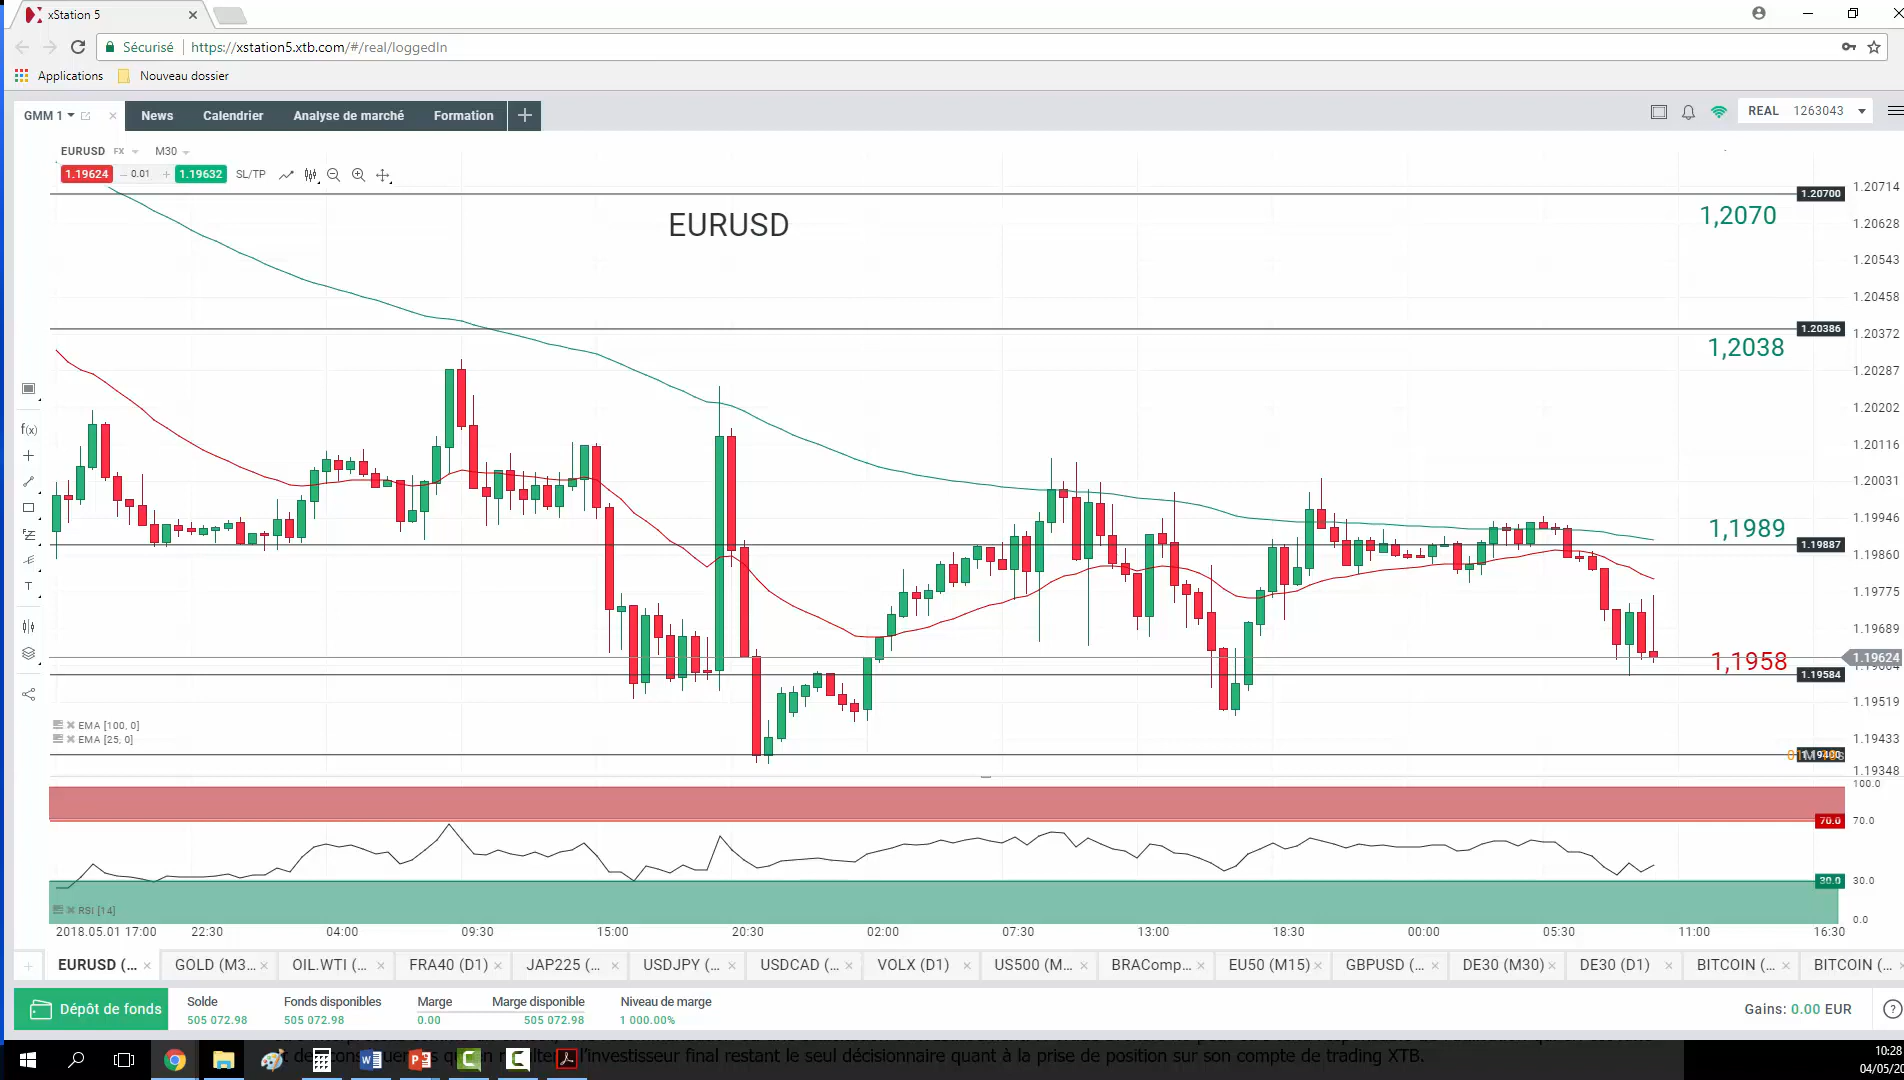 xStation 5
Sécurisé https://xstation5.xtb.com/#/real/loggedIn
Applications Nouveau dossier
GMM 1 News Calendrier Analyse de marché Formation REAL 1263043
EURUSD FX M30
1.19624 0.01 1.19632 SL/TP
EURUSD
1.20700
1.20714
1,2070
1.20628
1.20543
1.20458
1.20386
1.20372
1,2038
1.20287
1.20202
1.20116
1.20031
1.19946
1,1989
1.19887
1.19860
1.19775
1.19689
1,1958
1.19624
1.19584
1.19519
1.19433
1.19348
f(x)
T
EMA [100, 0]
EMA [25, 0]
100.0
70.0 70.0
30.0 30.0
RSI [14]
0.0
2018.05.01 17:00 22:30 04:00 09:30 15:00 20:30 02:00 07:30 13:00 18:30 00:00 05:30 11:00 16:30
EURUSD (... GOLD (M3... OIL.WTI (... FRA40 (D1) JAP225 (... USDJPY (... USDCAD (... VOLX (D1) US500 (M... BRAComp... EU50 (M15) GBPUSD (... DE30 (M30) DE30 (D1) BITCOIN (... BITCOIN (...
Dépôt de fonds
Solde Fonds disponibles Marge Marge disponible Niveau de marge
505 072.98 505 072.98 0.00 505 072.98 1 000.00%
Gains: 0.00 EUR
l'investisseur final restant le seul décisionnaire quant à la prise de position sur son compte de trading XTB.
10:28
04/05/20